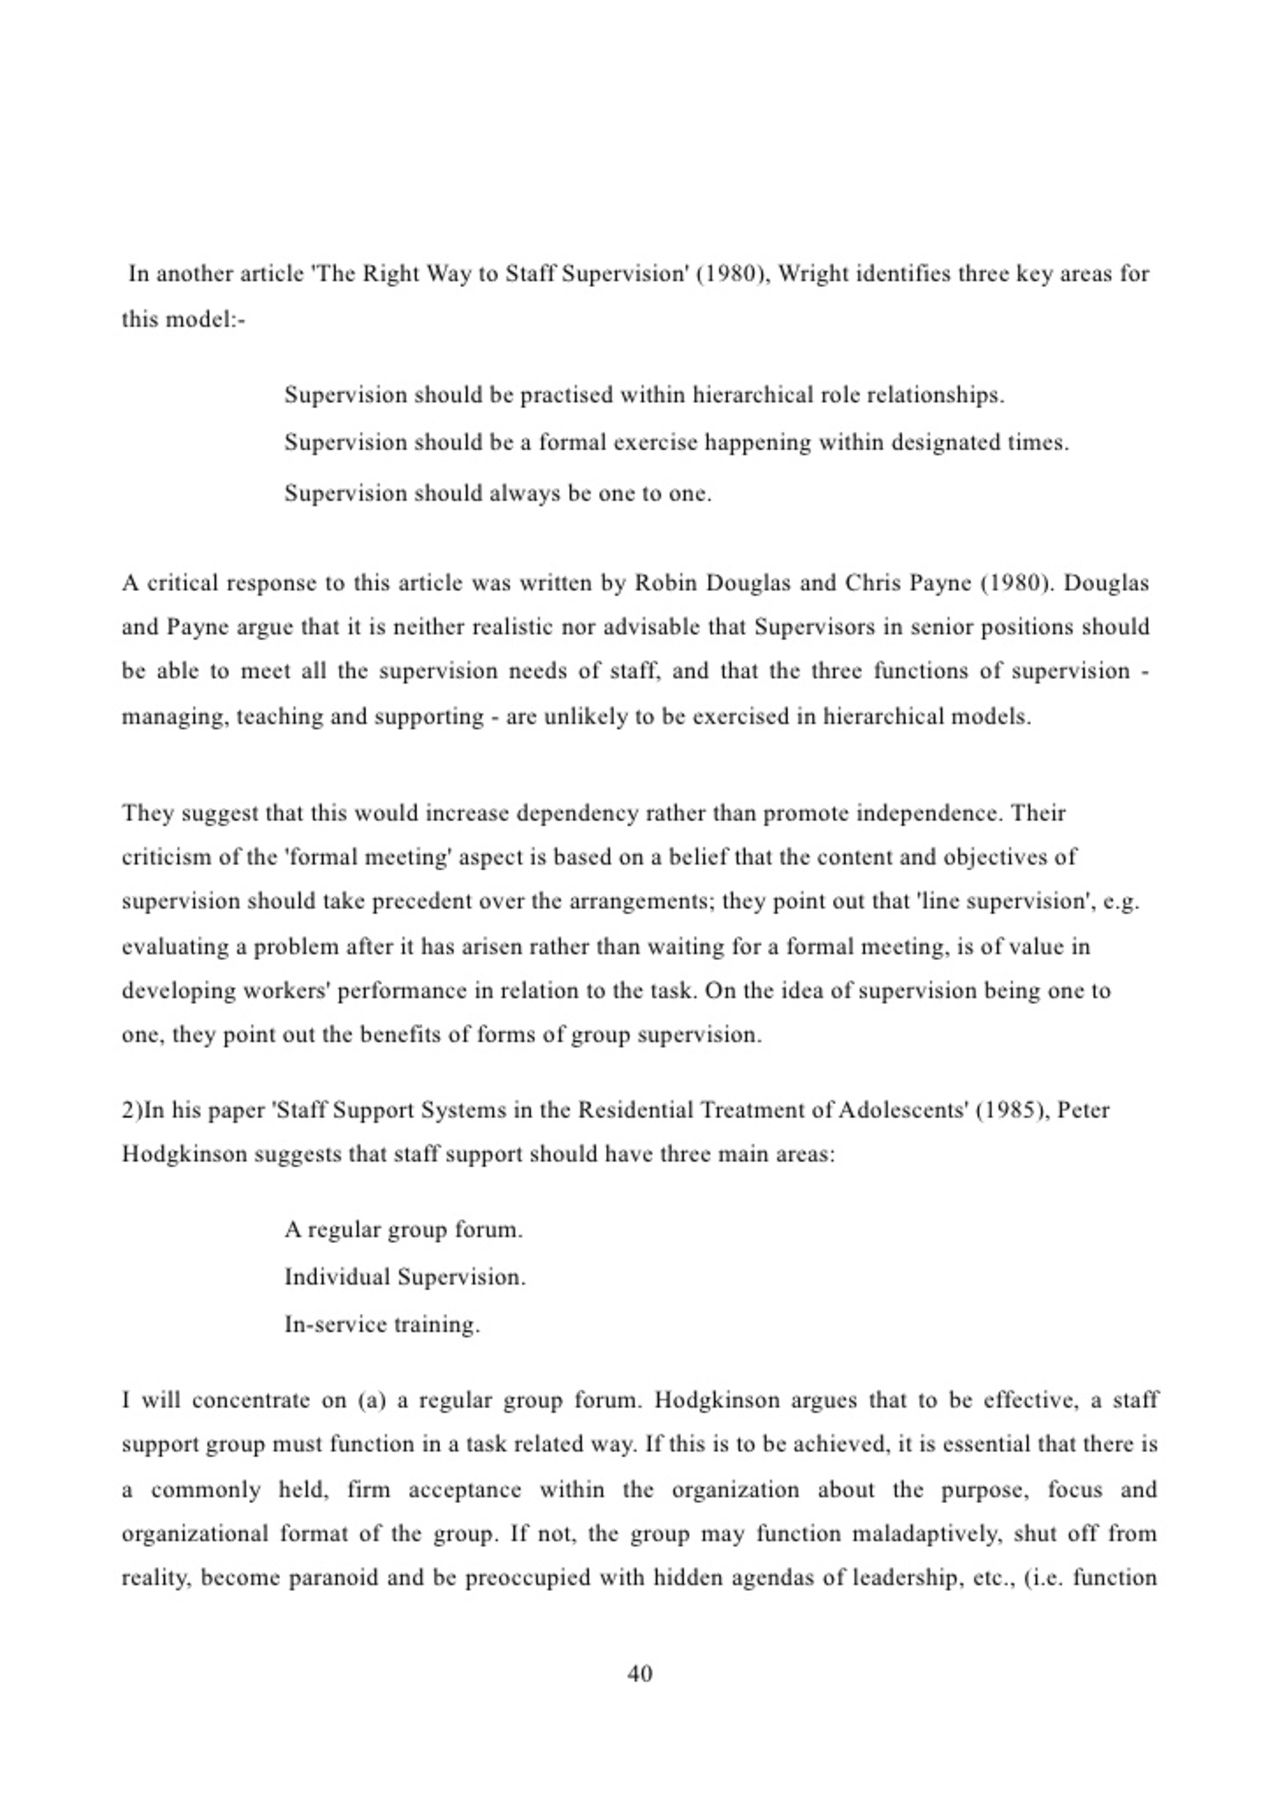 In another article 'The Right Way to Staff Supervision' (1980), Wright identifies three key areas for
this model:-
Supervision should be practised within hierarchical role relationships.
Supervision should be a formal exercise happening within designated times.
Supervision should always be one to one.
A critical response to this article was written by Robin Douglas and Chris Payne (1980). Douglas
and Payne argue that it is neither realistic nor advisable that Supervisors in senior positions should
be able to meet all the supervision needs of staff, and that the three functions of supervision -
managing, teaching and supporting - are unlikely to be exercised in hierarchical models.
They suggest that this would increase dependency rather than promote independence. Their
criticism of the 'formal meeting' aspect is based on a belief that the content and objectives of
supervision should take precedent over the arrangements; they point out that 'line supervision', e.g.
evaluating a problem after it has arisen rather than waiting for a formal meeting, is of value in
developing workers' performance in relation to the task. On the idea of supervision being one to
one, they point out the benefits of forms of group supervision.
2)In his paper 'Staff Support Systems in the Residential Treatment of Adolescents' (1985), Peter
Hodgkinson suggests that staff support should have three main areas:
A regular group forum.
Individual Supervision.
In-service training.
I will concentrate on (a) a regular group forum. Hodgkinson argues that to be effective, a staff
support group must function in a task related way. If this is to be achieved, it is essential that there is
a commonly held, firm acceptance within the organization about the purpose, focus and
organizational format of the group. If not, the group may function maladaptively, shut off from
reality, become paranoid and be preoccupied with hidden agendas of leadership, etc., (i.e. function
40